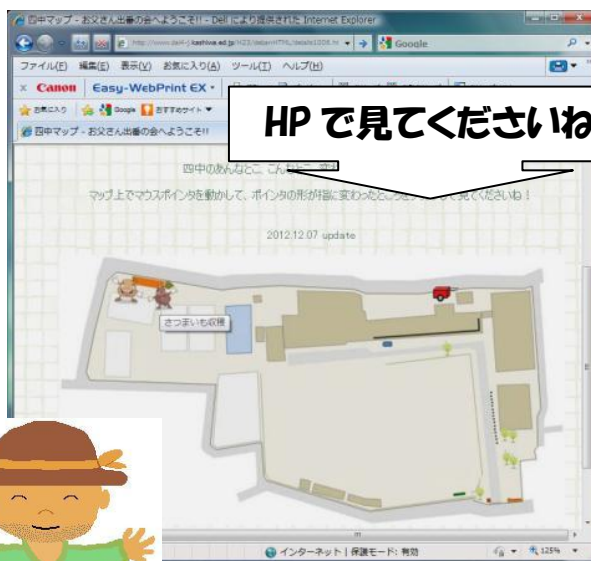 四中マップ - お父さん出番の会へようこそ!! - Dell により提供された Internet Explorer
Google
ファイル(F) 編集(E) 表示(V) お気に入り(A) ツール(T) ヘルプ(H)
× Canon Easy-WebPrint EX
お気に入り Google おすすめサイト
四中マップ - お父さん出番の会へようこそ!!
HP で見てくださいね
四中のあんなとこ、こんなとこ、
マップ上でマウスポインタを動かして、ポインタの形が指に変わったところを 見てくださいね!
2012.12.07 update
さつまいも収穫
インターネット | 保護モード: 有効
125%